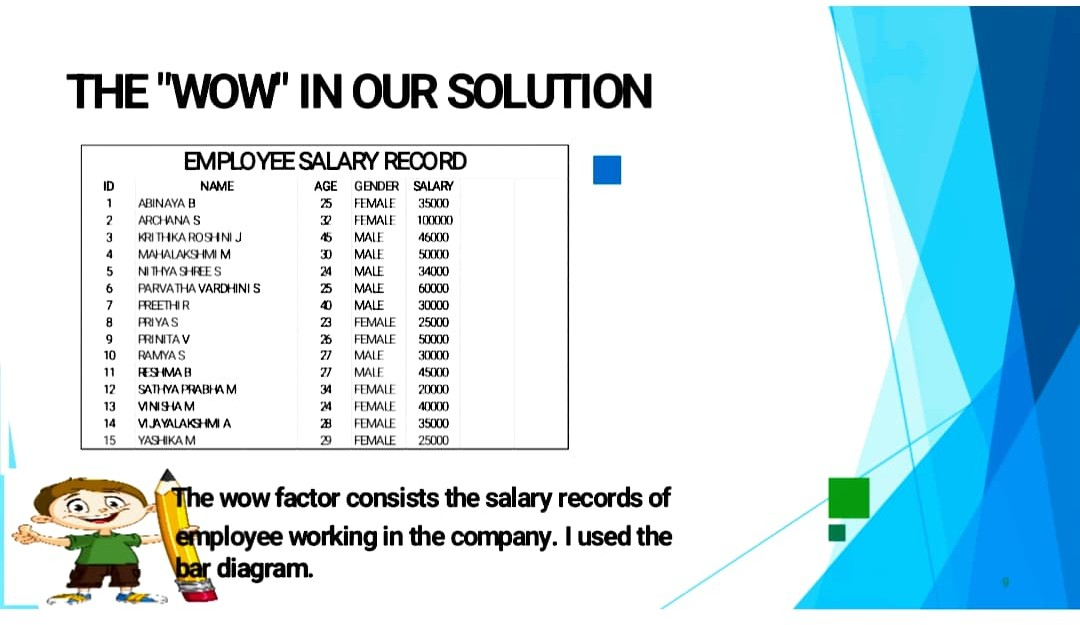 THE "WOW" IN OUR SOLUTION
EMPLOYEE SALARY RECORD
ID NAME AGE GENDER SALARY
1 ABINAYA B 25 FEMALE 35000
2 ARCHANA S 32 FEMALE 100000
3 KRITHIKA ROSHINI J 45 MALE 46000
4 MAHALAKSHMI M 30 MALE 50000
5 NITHYA SHREE S 24 MALE 34000
6 PARVATHA VARDHINI S 25 MALE 60000
7 PREETHI R 40 MALE 30000
8 PRIYA S 23 FEMALE 25000
9 PRINITA V 26 FEMALE 50000
10 RAMYA S 27 MALE 30000
11 RESHMA B 27 MALE 45000
12 SATHYA PRABHA M 34 FEMALE 20000
13 VINISHA M 24 FEMALE 40000
14 VIJAYALAKSHMI A 28 FEMALE 35000
15 YASHIKA M 29 FEMALE 25000
The wow factor consists the salary records of
employee working in the company. I used the
bar diagram.
9